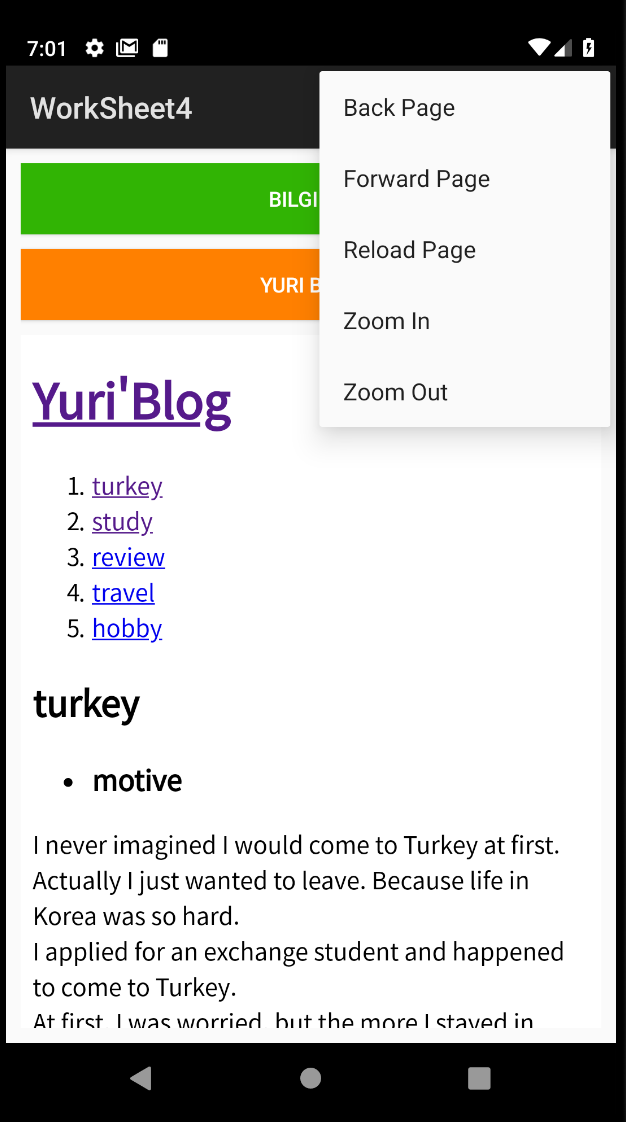 7:01
WorkSheet4
Back Page
Forward Page
Reload Page
Zoom In
Zoom Out
BILGI
YURI B
Yuri'Blog
1. turkey
2. study
3. review
4. travel
5. hobby
turkey
• motive
I never imagined I would come to Turkey at first.
Actually I just wanted to leave. Because life in
Korea was so hard.
I applied for an exchange student and happened
to come to Turkey.
At first, I was worried, but the more I stayed in